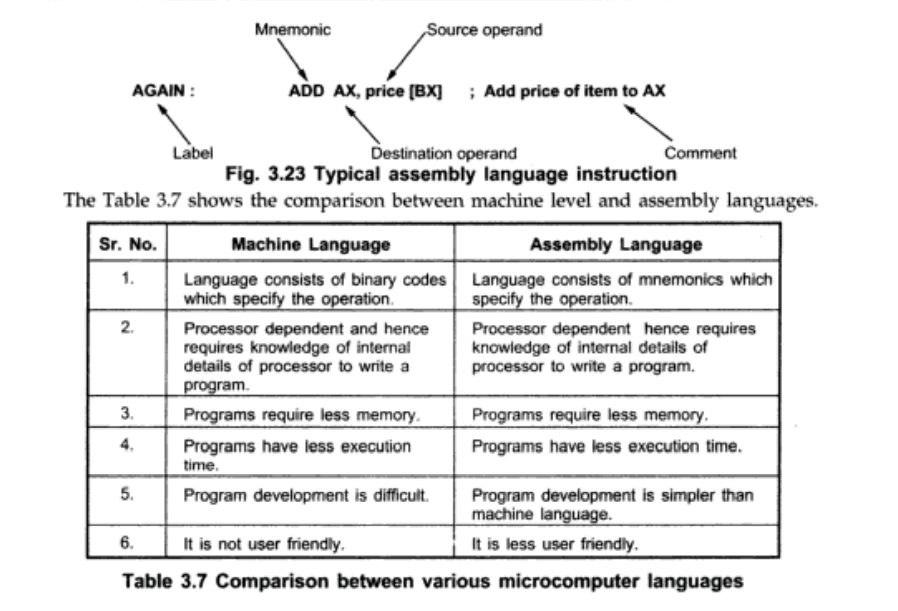 Mnemonic Source operand
AGAIN : ADD AX, price [BX] ; Add price of item to AX
Label Destination operand Comment
Fig. 3.23 Typical assembly language instruction
The Table 3.7 shows the comparison between machine level and assembly languages.
Sr. No. Machine Language Assembly Language
1. Language consists of binary codes Language consists of mnemonics which
which specify the operation. specify the operation.
2. Processor dependent and hence Processor dependent hence requires
requires knowledge of internal knowledge of internal details of
details of processor to write a processor to write a program.
program.
3. Programs require less memory. Programs require less memory.
4. Programs have less execution Programs have less execution time.
time.
5. Program development is difficult. Program development is simpler than
machine language.
6. It is not user friendly. It is less user friendly.
Table 3.7 Comparison between various microcomputer languages